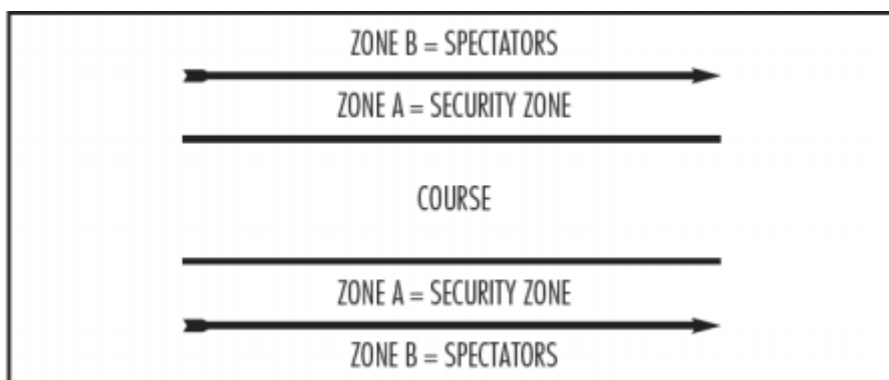 ZONE B = SPECTATORS
ZONE A = SECURITY ZONE
COURSE
ZONE A = SECURITY ZONE
ZONE B = SPECTATORS